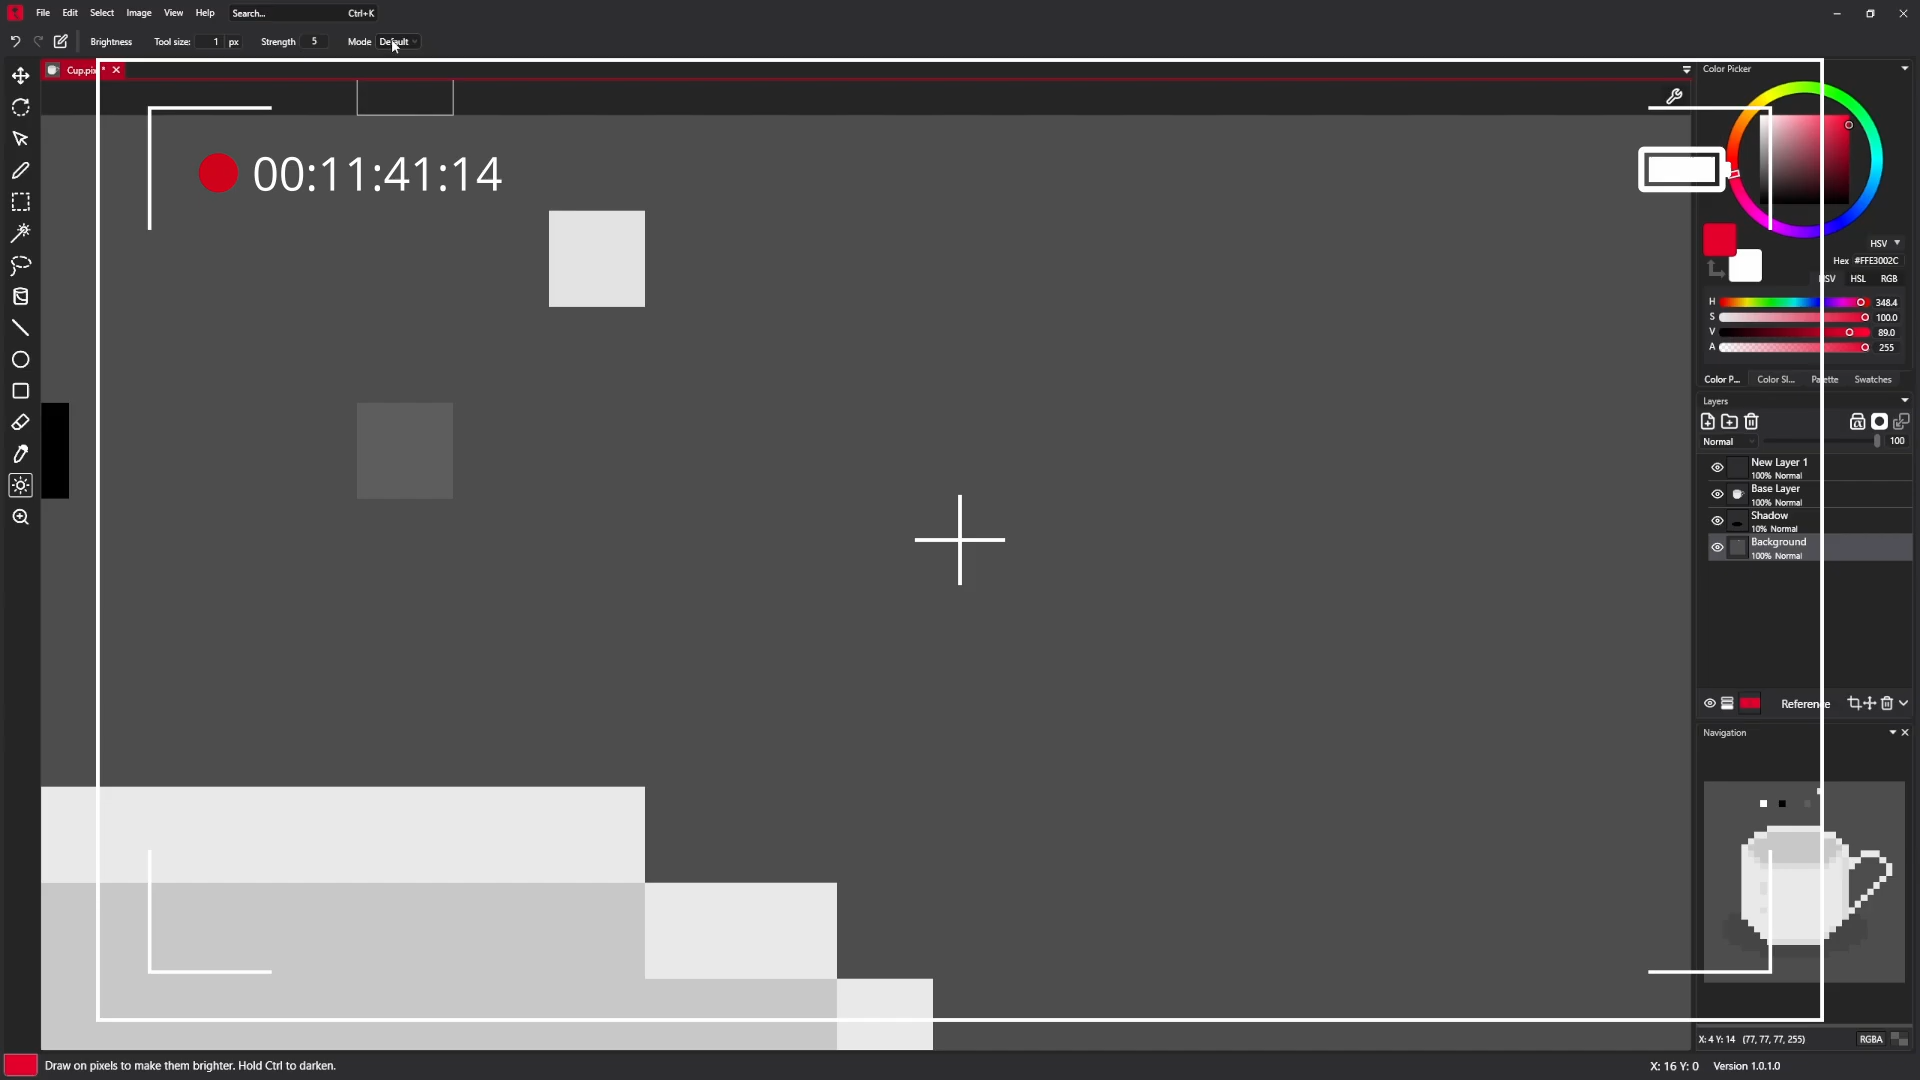 File Edit Select Image View Help Search... Ctrl+K
Brightness Tool size: 1 px Strength 5 Mode Default
Color Picker
00:11:41:14
HSV
Hex #FFE3002C
HSL RGB
H 348.4
S 100.0
V 89.0
A 255
Color P... Color Sl... Palette Swatches
Layers
Normal 100
New Layer 1
100% Normal
Base Layer
100% Normal
Shadow
10% Normal
Background
100% Normal
Reference
Navigation
X: 4 Y: 14 (77, 77, 77, 255) RGBA
Draw on pixels to make them brighter. Hold Ctrl to darken. X: 16 Y: 0 Version 1.0.1.0